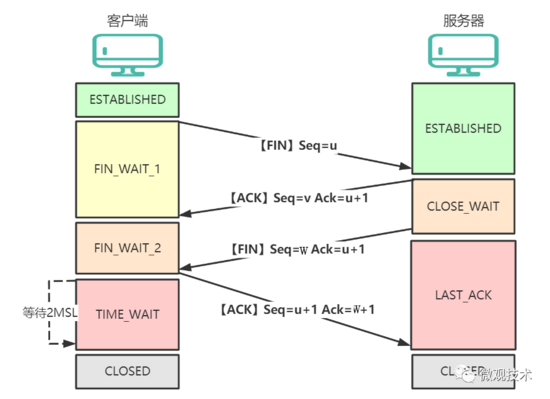 客户端
服务器
ESTABLISHED
ESTABLISHED
【FIN】Seq=u
FIN_WAIT_1
【ACK】Seq=v Ack=u+1
CLOSE_WAIT
FIN_WAIT_2
【FIN】Seq=w Ack=u+1
等待2MSL
TIME_WAIT
【ACK】Seq=u+1 Ack=w+1
LAST_ACK
CLOSED
CLOSED
微观技术